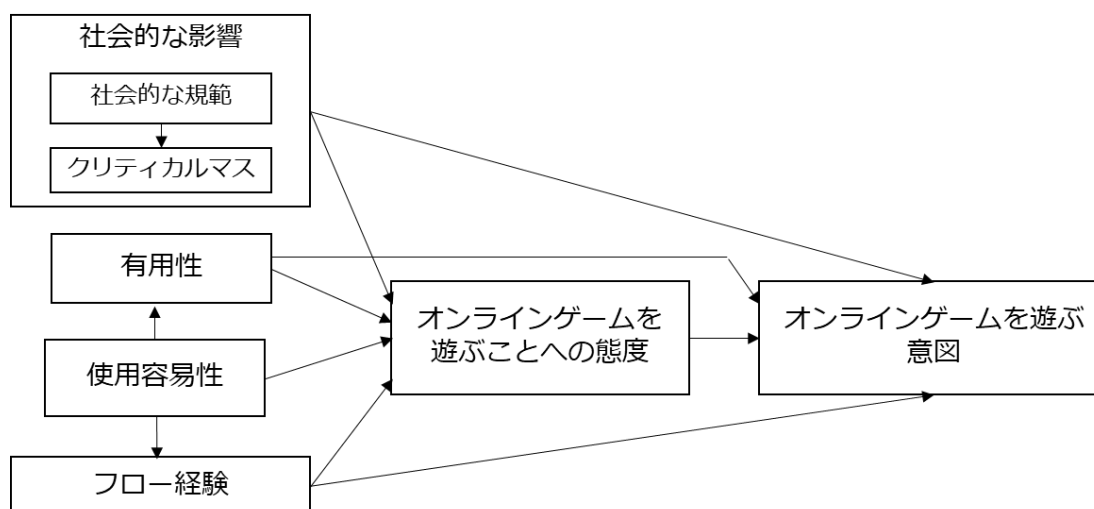 社会的な影響
社会的な規範
クリティカルマス
有用性
使用容易性
フロー経験
オンラインゲームを
遊ぶことへの態度
オンラインゲームを遊ぶ
意図